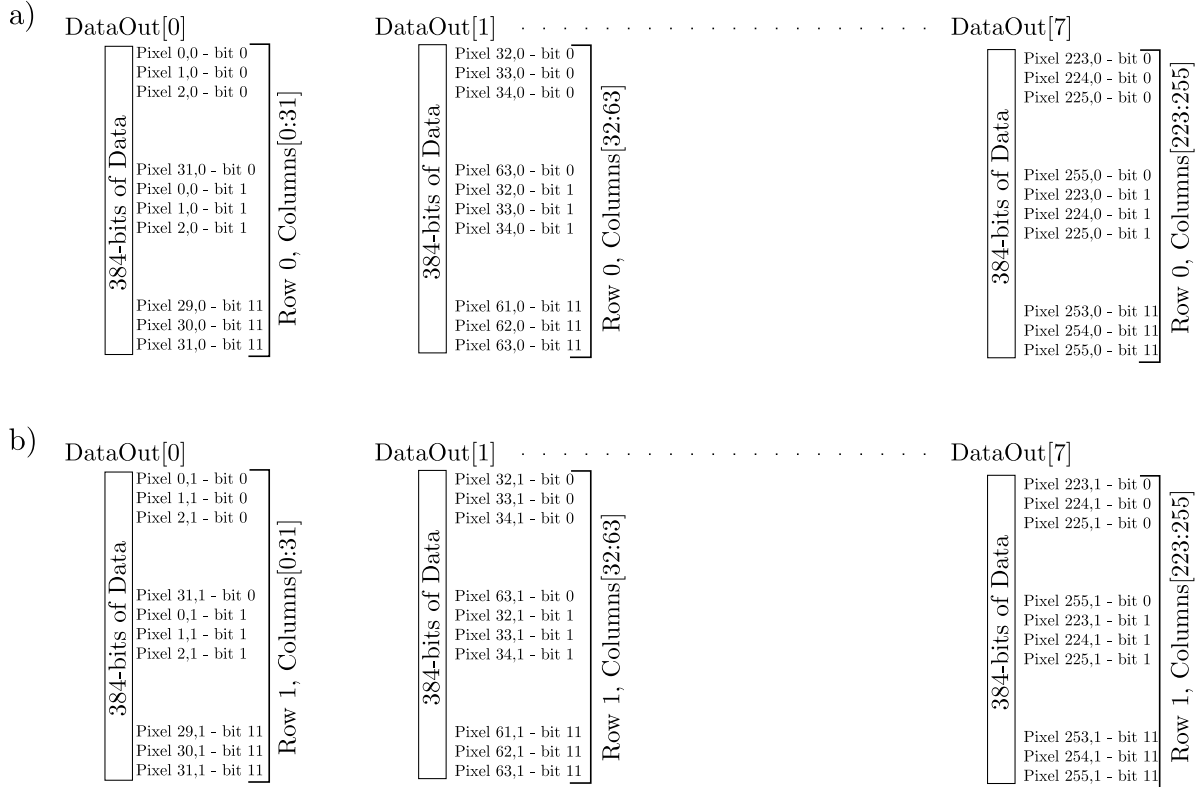 a)
DataOut[0]
384-bits of Data
Pixel 0,0 - bit 0
Pixel 1,0 - bit 0
Pixel 2,0 - bit 0
Pixel 31,0 - bit 0
Pixel 0,0 - bit 1
Pixel 1,0 - bit 1
Pixel 2,0 - bit 1
Pixel 29,0 - bit 11
Pixel 30,0 - bit 11
Pixel 31,0 - bit 11
Row 0, Columns[0:31]
DataOut[1]
384-bits of Data
Pixel 32,0 - bit 0
Pixel 33,0 - bit 0
Pixel 34,0 - bit 0
Pixel 63,0 - bit 0
Pixel 32,0 - bit 1
Pixel 33,0 - bit 1
Pixel 34,0 - bit 1
Pixel 61,0 - bit 11
Pixel 62,0 - bit 11
Pixel 63,0 - bit 11
Row 0, Columns[32:63]
DataOut[7]
384-bits of Data
Pixel 223,0 - bit 0
Pixel 224,0 - bit 0
Pixel 225,0 - bit 0
Pixel 255,0 - bit 0
Pixel 223,0 - bit 1
Pixel 224,0 - bit 1
Pixel 225,0 - bit 1
Pixel 253,0 - bit 11
Pixel 254,0 - bit 11
Pixel 255,0 - bit 11
Row 0, Columns[223:255]
b)
DataOut[0]
384-bits of Data
Pixel 0,1 - bit 0
Pixel 1,1 - bit 0
Pixel 2,1 - bit 0
Pixel 31,1 - bit 0
Pixel 0,1 - bit 1
Pixel 1,1 - bit 1
Pixel 2,1 - bit 1
Pixel 29,1 - bit 11
Pixel 30,1 - bit 11
Pixel 31,1 - bit 11
Row 1, Columns[0:31]
DataOut[1]
384-bits of Data
Pixel 32,1 - bit 0
Pixel 33,1 - bit 0
Pixel 34,1 - bit 0
Pixel 63,1 - bit 0
Pixel 32,1 - bit 1
Pixel 33,1 - bit 1
Pixel 34,1 - bit 1
Pixel 61,1 - bit 11
Pixel 62,1 - bit 11
Pixel 63,1 - bit 11
Row 1, Columns[32:63]
DataOut[7]
384-bits of Data
Pixel 223,1 - bit 0
Pixel 224,1 - bit 0
Pixel 225,1 - bit 0
Pixel 255,1 - bit 0
Pixel 223,1 - bit 1
Pixel 224,1 - bit 1
Pixel 225,1 - bit 1
Pixel 253,1 - bit 11
Pixel 254,1 - bit 11
Pixel 255,1 - bit 11
Row 1, Columns[223:255]